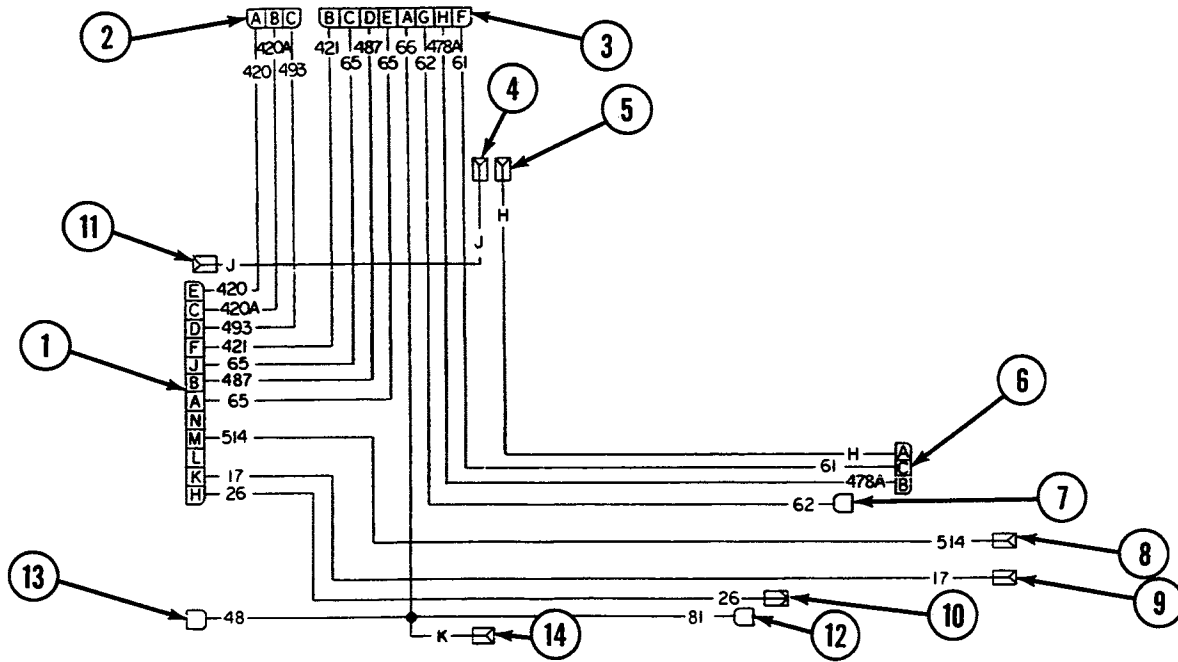 2
A B C
B C D E A G H F
3
420A
421
487
66
478A
420
493
65
65
62
61
4
5
H
11
J
J
E 420
C 420A
D 493
1
F 421
J 65
B 487
A 65
N
M 514
L
K 17
H 26
6
H A
61 C
478A B
7
62
514
8
13
17
9
26
10
48
81
12
K
14